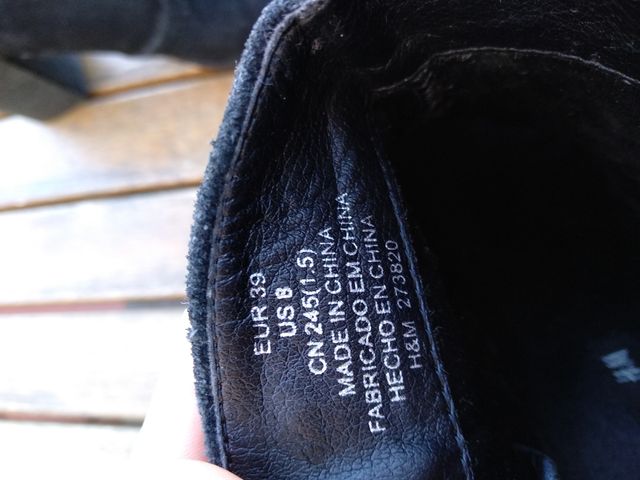 EUR 39
US 8
CN 245(1.5)
MADE IN CHINA
FABRICADO EM CHINA
HECHO EN CHINA
H&M 273820